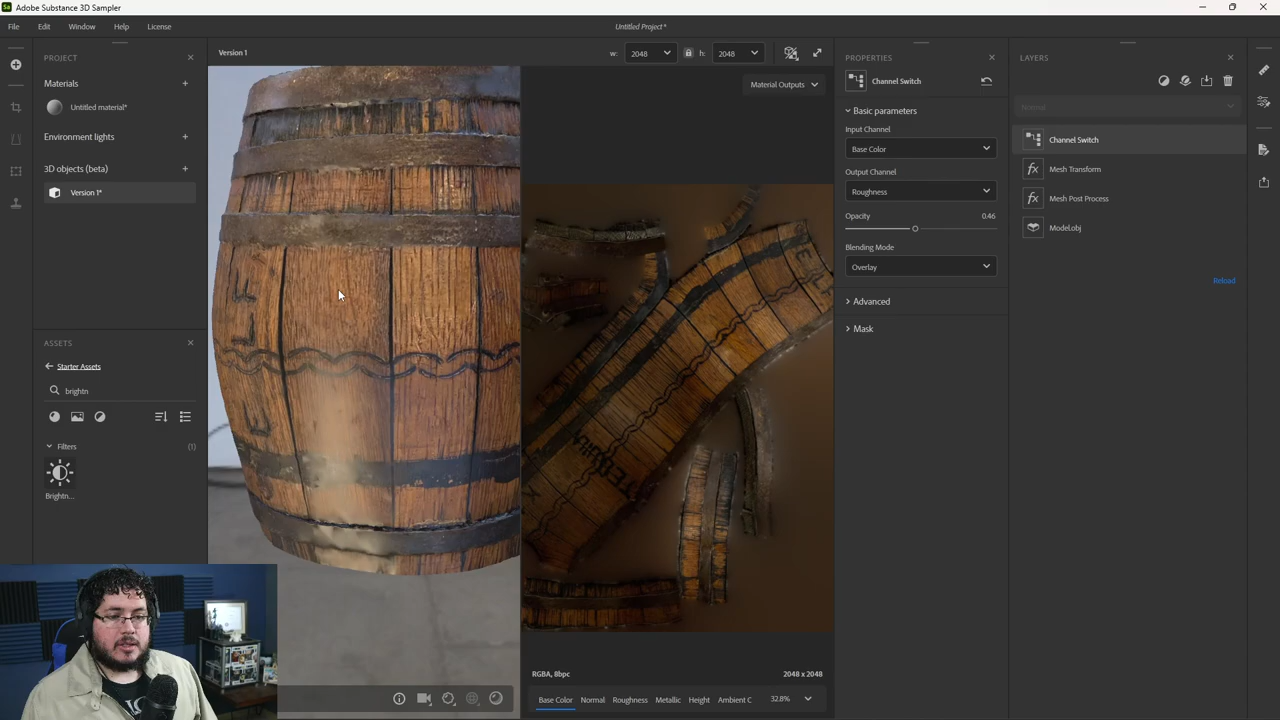 Sa Adobe Substance 3D Sampler
File Edit Window Help License
Untitled Project*
PROJECT
Materials
Untitled material*
Environment lights
3D objects (beta)
Version 1*
ASSETS
Starter Assets
brightn
Filters (1)
Brightn...
Version 1
w: 2048 h: 2048
Material Outputs
RGBA, 8bpc 2048 x 2048
Base Color Normal Roughness Metallic Height Ambient C 32.8%
PROPERTIES
Channel Switch
Basic parameters
Input Channel
Base Color
Output Channel
Roughness
Opacity 0.46
Blending Mode
Overlay
Advanced
Mask
LAYERS
Normal
Channel Switch
fx Mesh Transform
fx Mesh Post Process
Model.obj
Reload